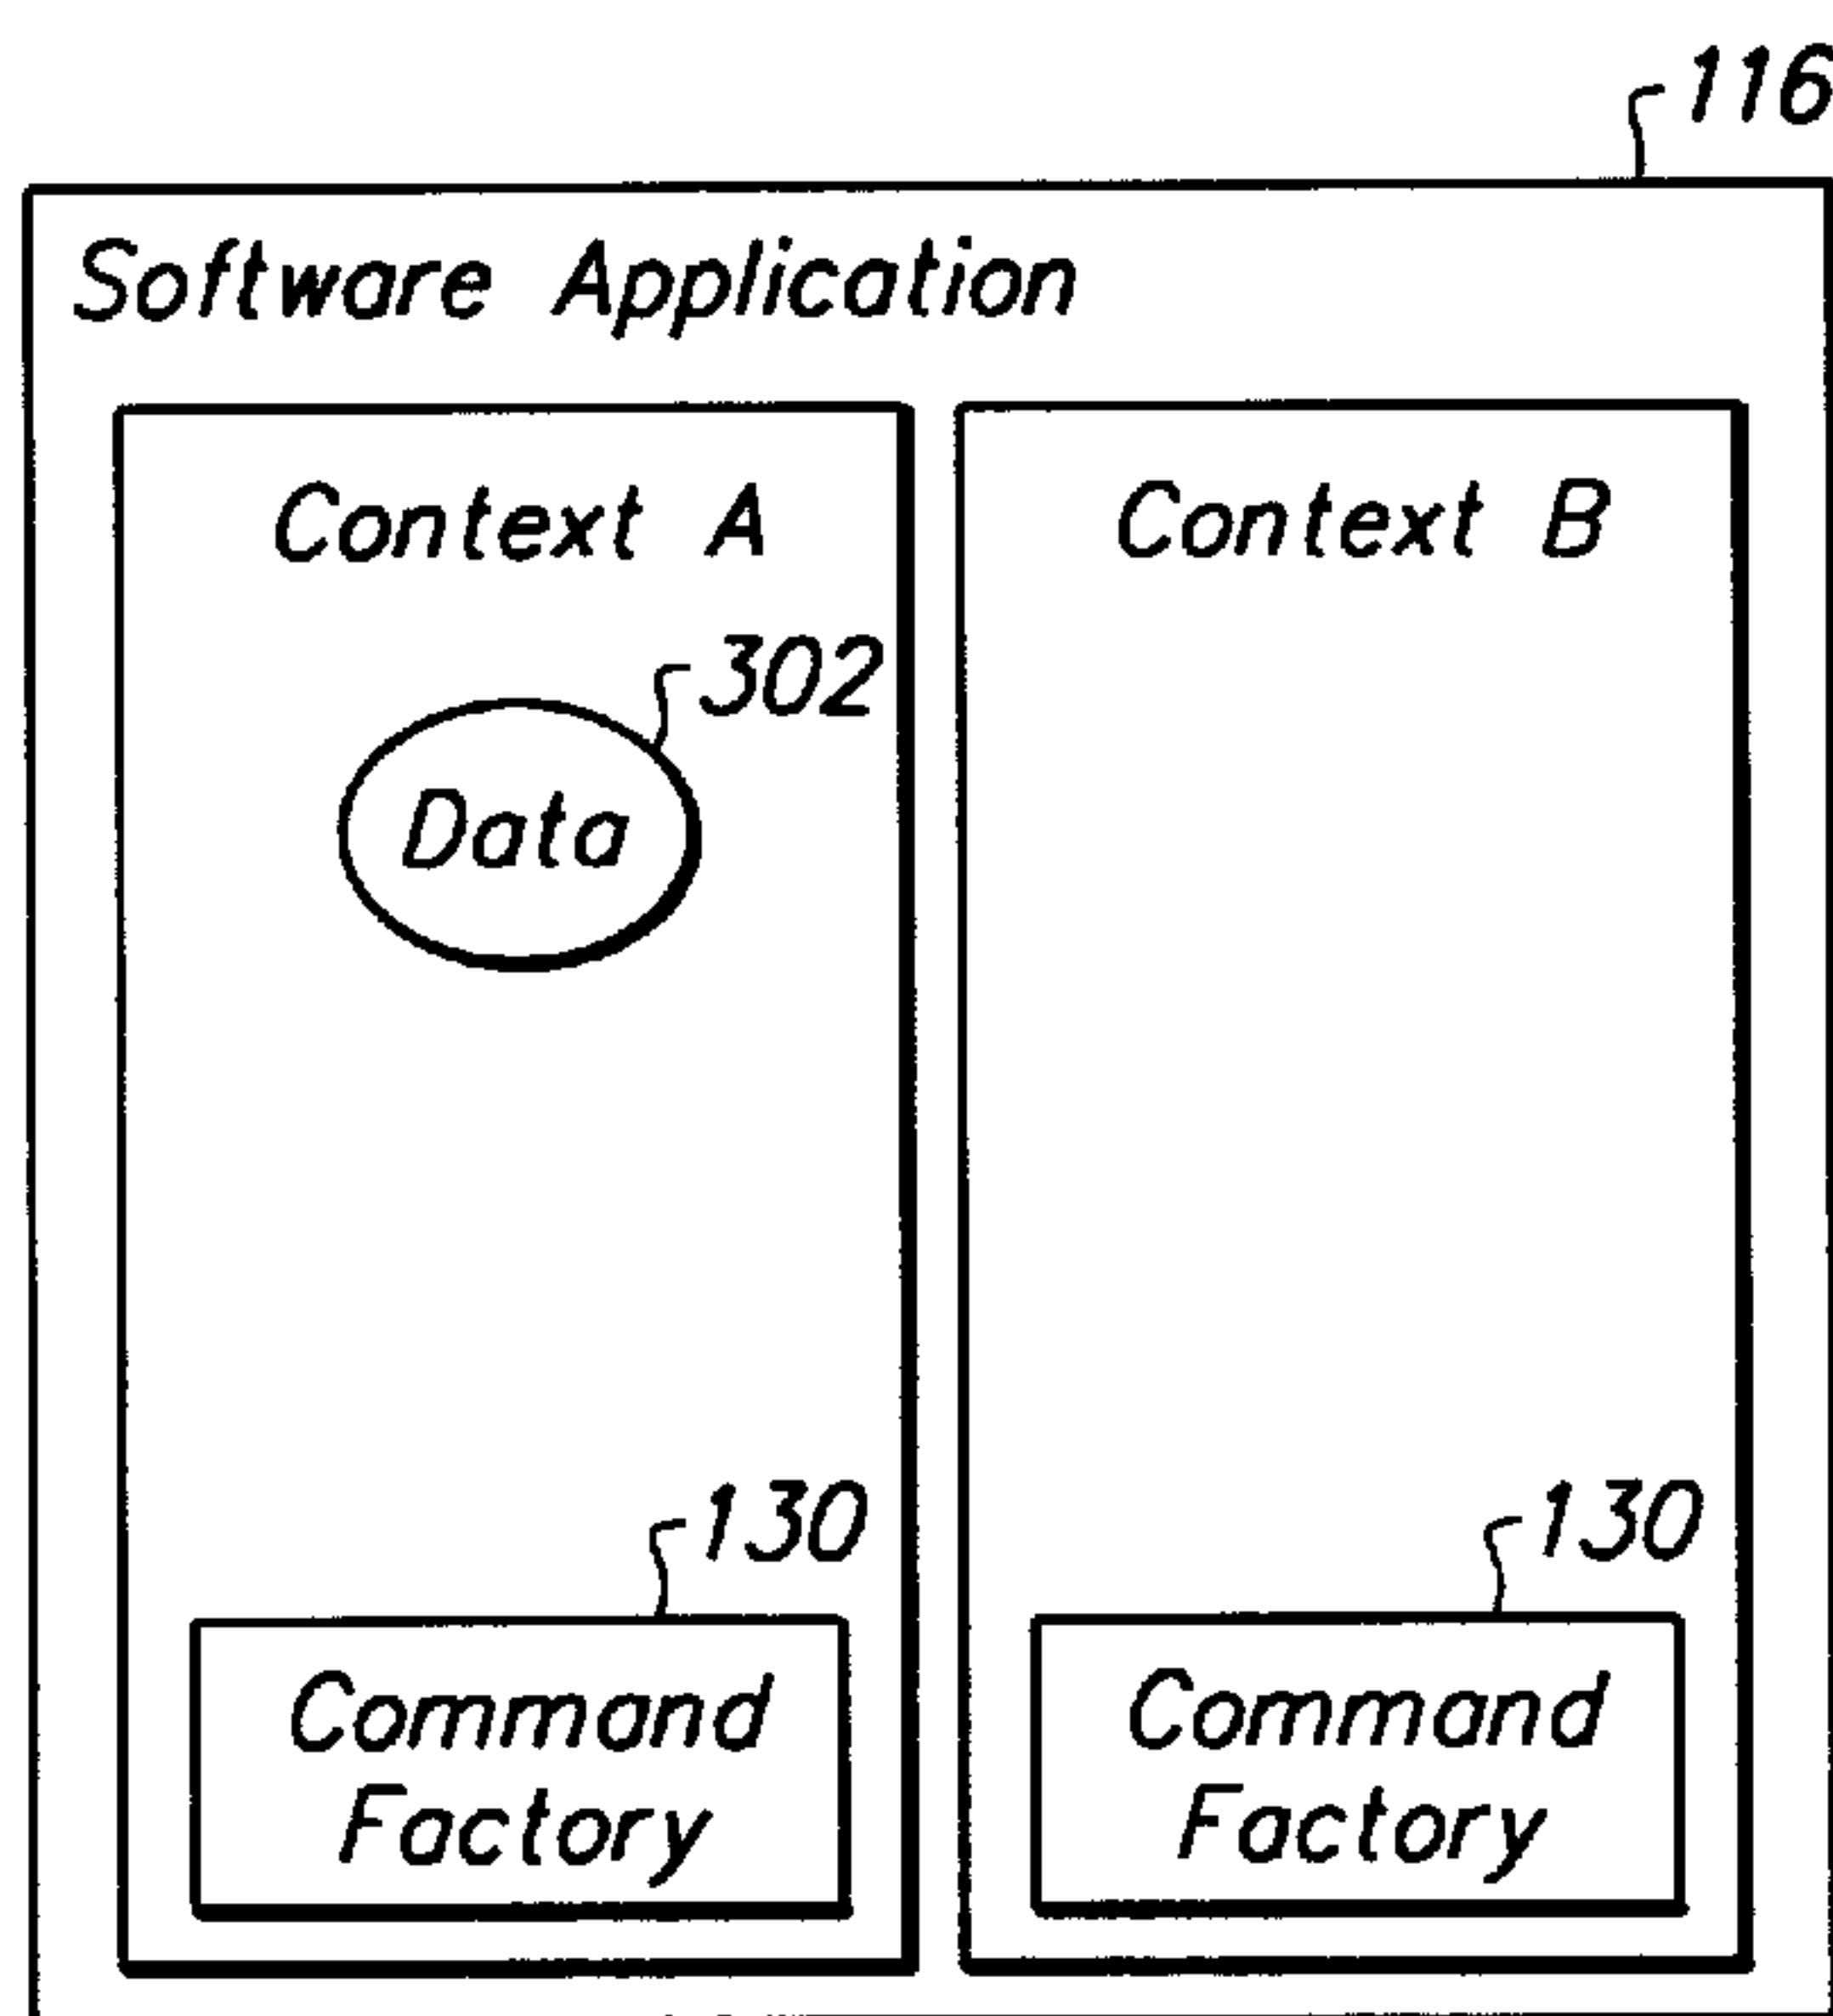 116
Software Application
Context A
302
Data
130
Command
Factory
Context B
130
Command
Factory